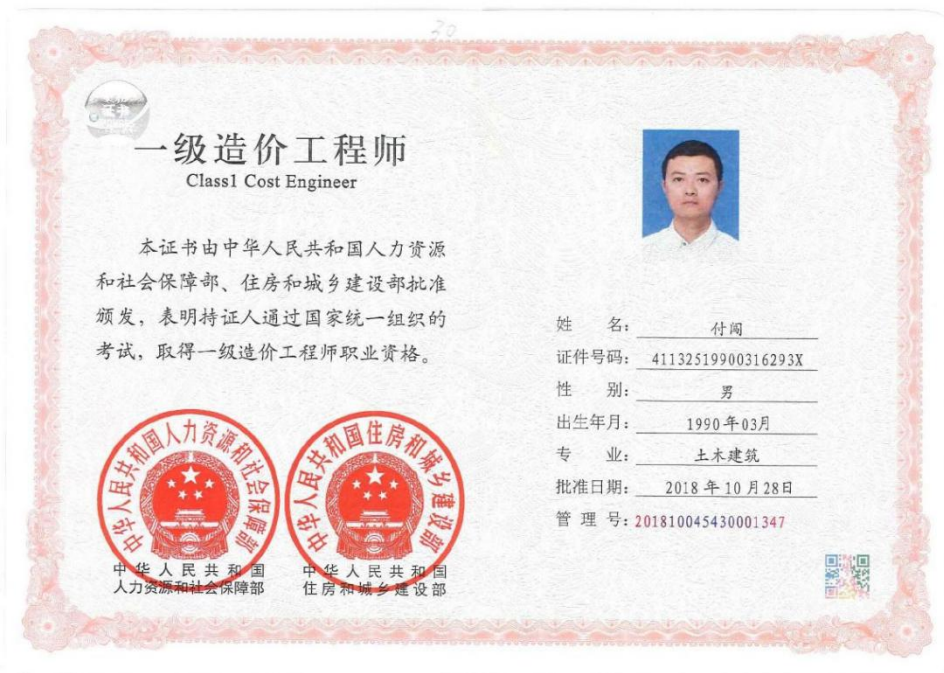 30
一级造价工程师
Class1 Cost Engineer
本证书由中华人民共和国人力资源
和社会保障部、住房和城乡建设部批准
颁发，表明持证人通过国家统一组织的
考试，取得一级造价工程师职业资格。
中华人民共和国人力资源和社会保障部
中华人民共和国住房和城乡建设部
中华人民共和国
人力资源和社会保障部
中华人民共和国
住房和城乡建设部
姓 名：付闯
证件号码：41132519900316293X
性 别：男
出生年月：1990年03月
专 业：土木建筑
批准日期：2018年10月28日
管 理 号：201810045430001347